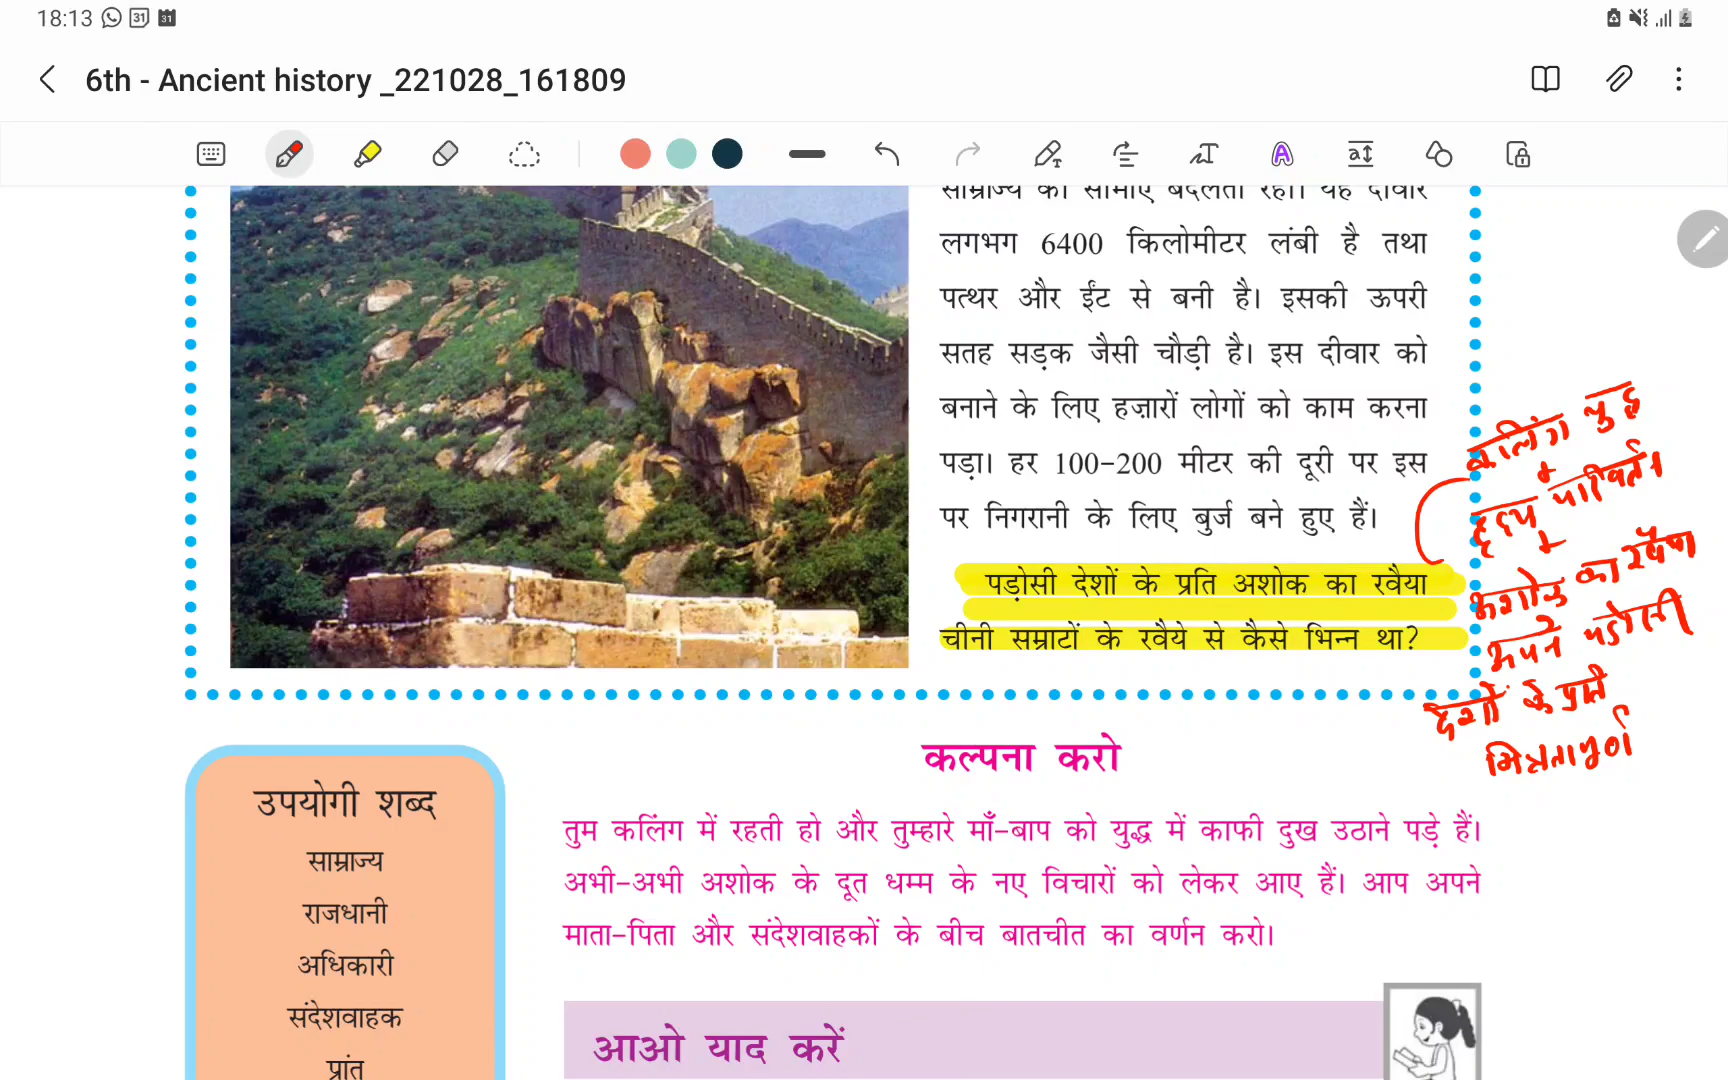 18:13
31
31
6th - Ancient history _221028_161809
साम्राज्य की सीमाएँ बदलती रहीं। यह दीवार
लगभग 6400 किलोमीटर लंबी है तथा
पत्थर और ईंट से बनी है। इसकी ऊपरी
सतह सड़क जैसी चौड़ी है। इस दीवार को
बनाने के लिए हज़ारों लोगों को काम करना
पड़ा। हर 100-200 मीटर की दूरी पर इस
पर निगरानी के लिए बुर्ज बने हुए हैं।
पड़ोसी देशों के प्रति अशोक का रवैया
चीनी सम्राटों के रवैये से कैसे भिन्न था?
कलिंग युद्ध
हृदय परिवर्तन
अशोक का रवैया
अपने पड़ोसी
देशों के प्रति
मित्रतापूर्ण
कल्पना करो
तुम कलिंग में रहती हो और तुम्हारे माँ-बाप को युद्ध में काफी दुख उठाने पड़े हैं।
अभी-अभी अशोक के दूत धम्म के नए विचारों को लेकर आए हैं। आप अपने
माता-पिता और संदेशवाहकों के बीच बातचीत का वर्णन करो।
उपयोगी शब्द
साम्राज्य
राजधानी
अधिकारी
संदेशवाहक
प्रांत
आओ याद करें